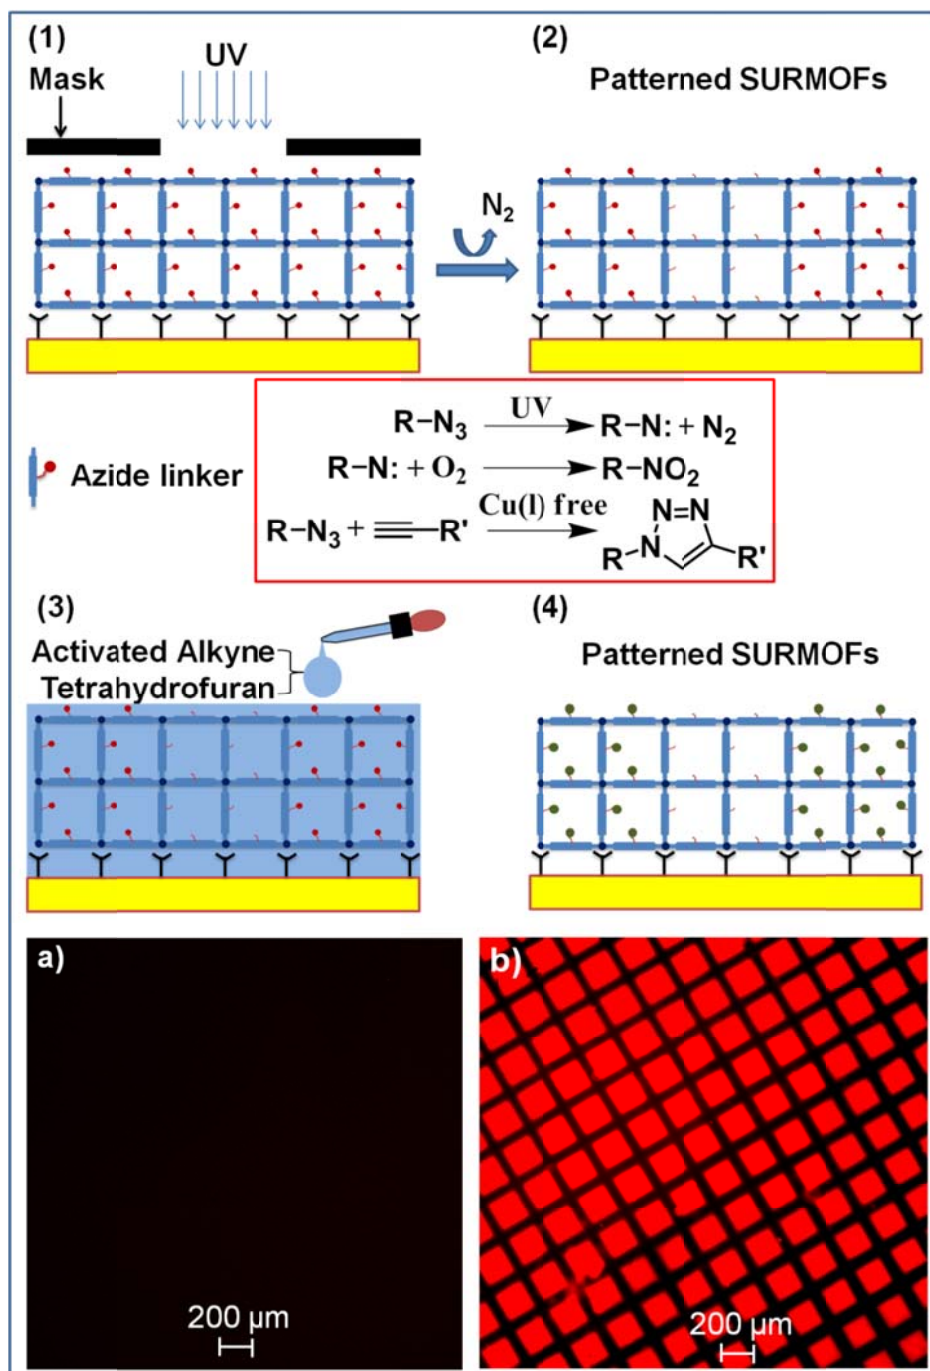 (1)
UV
Mask
(2)
Patterned SURMOFs
N₂
R–N₃ UV R–N: + N₂
R–N: + O₂ R–NO₂
R–N₃ + R' Cu(l) free N=N N R N R'
Azide linker
(3)
Activated Alkyne
Tetrahydrofuran
(4)
Patterned SURMOFs
a)
200 µm
b)
200 µm